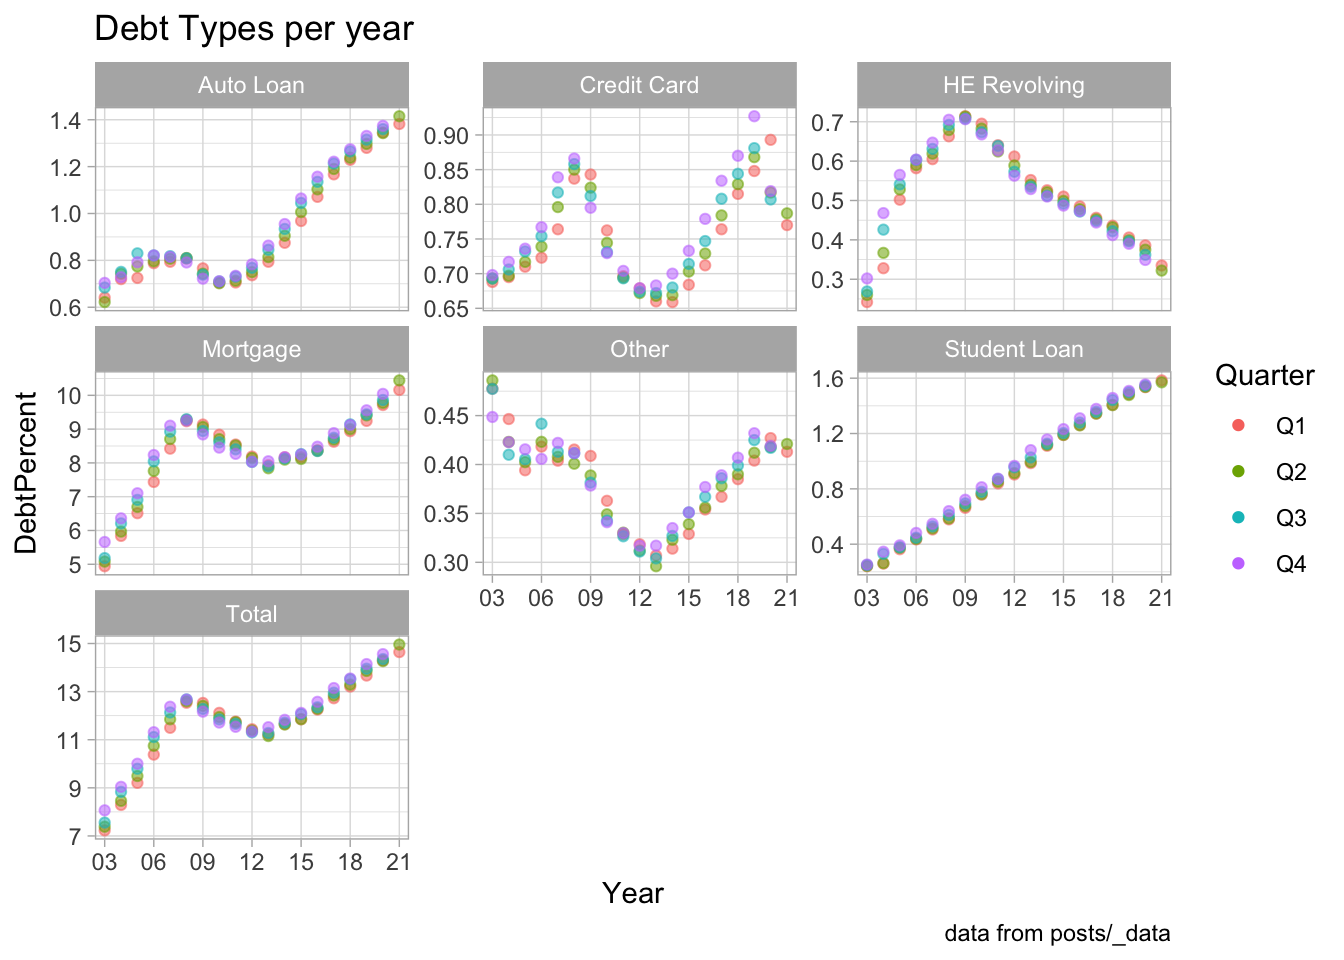 Debt Types per year
Auto Loan
Credit Card
HE Revolving
1.4
1.2
1.0
0.8
0.6
0.90
0.85
0.80
0.75
0.70
0.65
0.7
0.6
0.5
0.4
0.3
Mortgage
Other
Student Loan
10
9
8
7
6
5
0.45
0.40
0.35
0.30
1.6
1.2
0.8
0.4
03 06 09 12 15 18 21
03 06 09 12 15 18 21
Total
15
13
11
9
7
03 06 09 12 15 18 21
DebtPercent
Year
Quarter
Q1
Q2
Q3
Q4
data from posts/_data